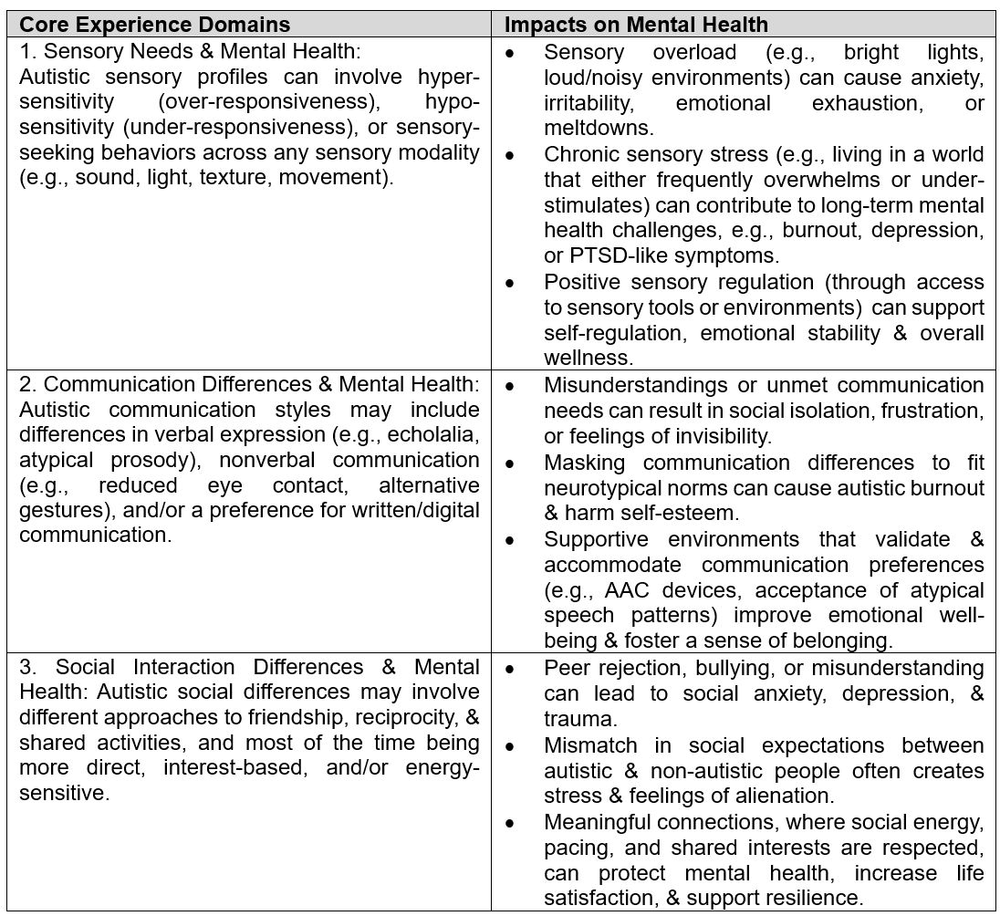 Core Experience Domains
Impacts on Mental Health
1. Sensory Needs & Mental Health:
Autistic sensory profiles can involve hyper-
sensitivity (over-responsiveness), hypo-
sensitivity (under-responsiveness), or sensory-
seeking behaviors across any sensory modality
(e.g., sound, light, texture, movement).
• Sensory overload (e.g., bright lights,
loud/noisy environments) can cause anxiety,
irritability, emotional exhaustion, or
meltdowns.
• Chronic sensory stress (e.g., living in a world
that either frequently overwhelms or under-
stimulates) can contribute to long-term mental
health challenges, e.g., burnout, depression,
or PTSD-like symptoms.
• Positive sensory regulation (through access
to sensory tools or environments) can support
self-regulation, emotional stability & overall
wellness.
2. Communication Differences & Mental Health:
Autistic communication styles may include
differences in verbal expression (e.g., echolalia,
atypical prosody), nonverbal communication
(e.g., reduced eye contact, alternative
gestures), and/or a preference for written/digital
communication.
• Misunderstandings or unmet communication
needs can result in social isolation, frustration,
or feelings of invisibility.
• Masking communication differences to fit
neurotypical norms can cause autistic burnout
& harm self-esteem.
• Supportive environments that validate &
accommodate communication preferences
(e.g., AAC devices, acceptance of atypical
speech patterns) improve emotional well-
being & foster a sense of belonging.
3. Social Interaction Differences & Mental
Health: Autistic social differences may involve
different approaches to friendship, reciprocity, &
shared activities, and most of the time being
more direct, interest-based, and/or energy-
sensitive.
• Peer rejection, bullying, or misunderstanding
can lead to social anxiety, depression, &
trauma.
• Mismatch in social expectations between
autistic & non-autistic people often creates
stress & feelings of alienation.
• Meaningful connections, where social energy,
pacing, and shared interests are respected,
can protect mental health, increase life
satisfaction, & support resilience.